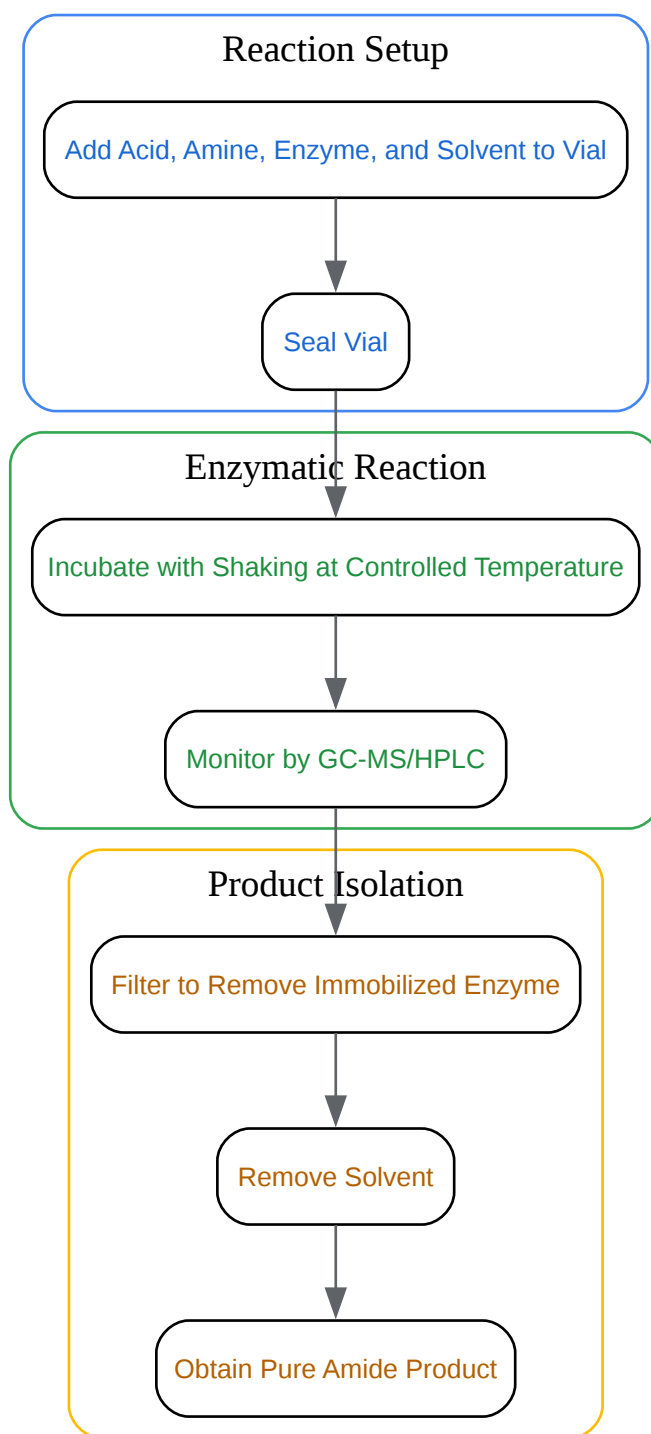 Reaction Setup
Add Acid, Amine, Enzyme, and Solvent to Vial
Seal Vial
Enzymatic Reaction
Incubate with Shaking at Controlled Temperature
Monitor by GC-MS/HPLC
Product Isolation
Filter to Remove Immobilized Enzyme
Remove Solvent
Obtain Pure Amide Product